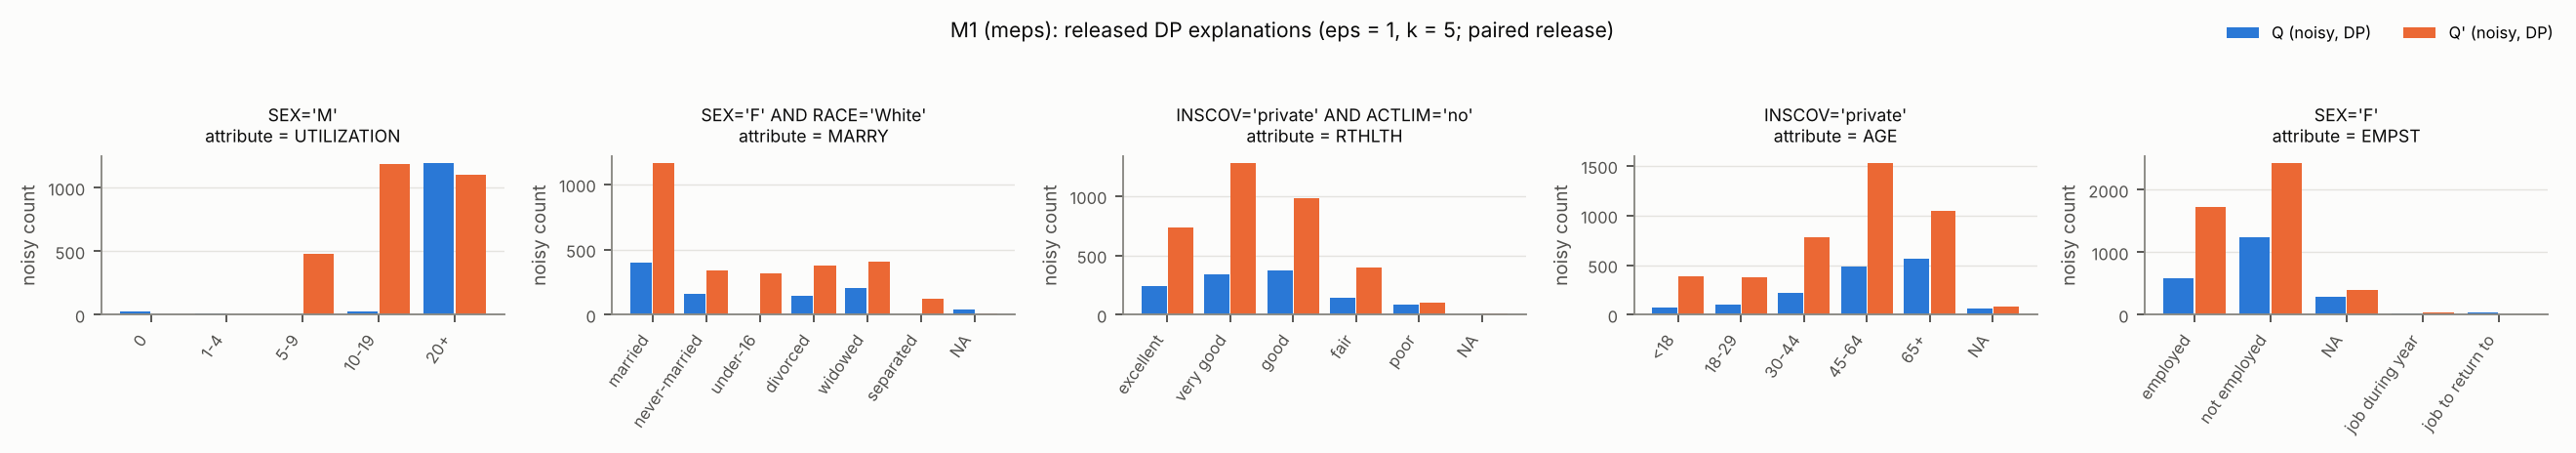 M1 (meps): released DP explanations (eps = 1, k = 5; paired release)
Q (noisy, DP)
Q' (noisy, DP)
SEX='M'
attribute = UTILIZATION
noisy count
1000
500
0
0
1-4
5-9
10-19
20+
SEX='F' AND RACE='White'
attribute = MARRY
noisy count
1000
500
0
married
never-married
under-16
divorced
widowed
separated
NA
INSCOV='private' AND ACTLIM='no'
attribute = RTHLTH
noisy count
1000
500
0
excellent
very good
good
fair
poor
NA
INSCOV='private'
attribute = AGE
noisy count
1500
1000
500
0
<18
18-29
30-44
45-64
65+
NA
SEX='F'
attribute = EMPST
noisy count
2000
1000
0
employed
not employed
NA
job during year
job to return to